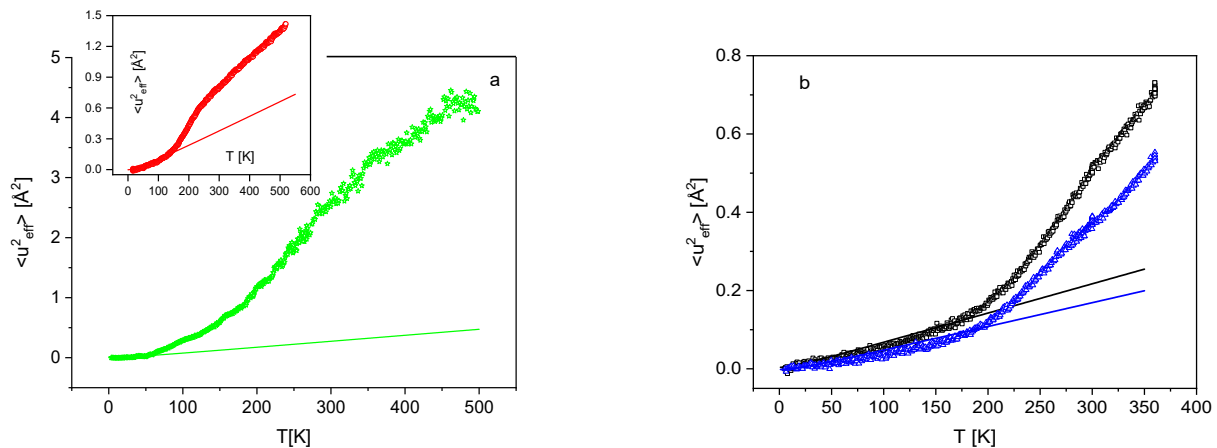 1.5
1.2
0.9
0.6
0.3
0.0
<u²eff> [Å²]
T [K]
0 100 200 300 400 500 600
a
5
4
3
2
1
0
<u²eff> [Å²]
0 100 200 300 400 500
T[K]
b
0.8
0.6
0.4
0.2
0.0
<u²eff> [Å²]
0 50 100 150 200 250 300 350 400
T [K]